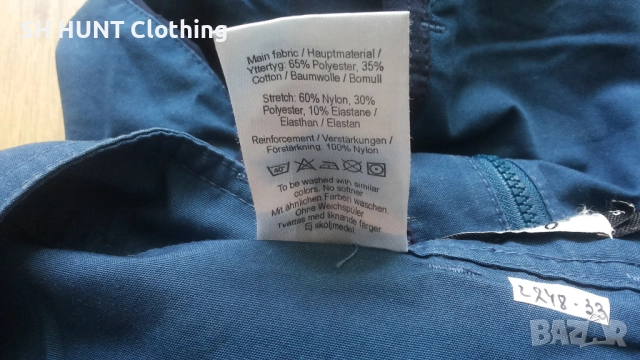 SH HUNT Clothing
Main fabric / Hauptmaterial /
Yttertyg: 65% Polyester, 35%
Cotton / Baumwolle / Bomull
Stretch: 60% Nylon, 30%
Polyester, 10% Elastane /
Elasthan / Elastan
Reinforcement / Verstärkungen /
Förstärkning: 100% Nylon
40°
To be washed with similar
colors. No softner
Mit ähnlichen Farben waschen
Ohne Weichspüler
Tvättas med liknande färger
Ej sköljmedel
2248-33
BAZAR